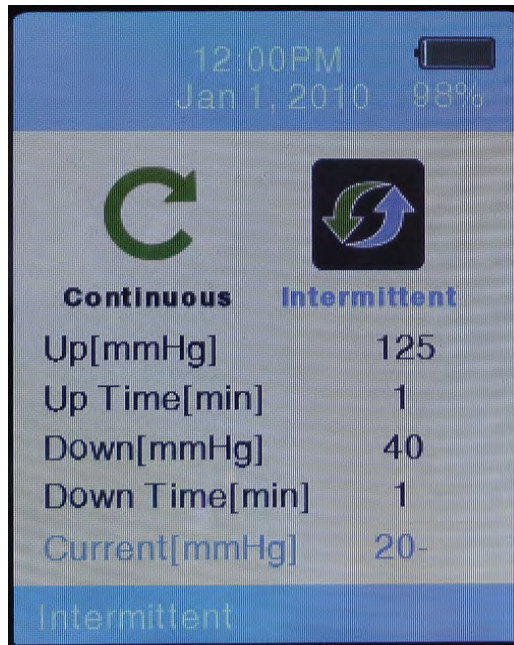 12:00PM
Jan 1, 2010 98%
Continuous Intermittent
Up[mmHg] 125
Up Time[min] 1
Down[mmHg] 40
Down Time[min] 1
Current[mmHg] 20-
Intermittent